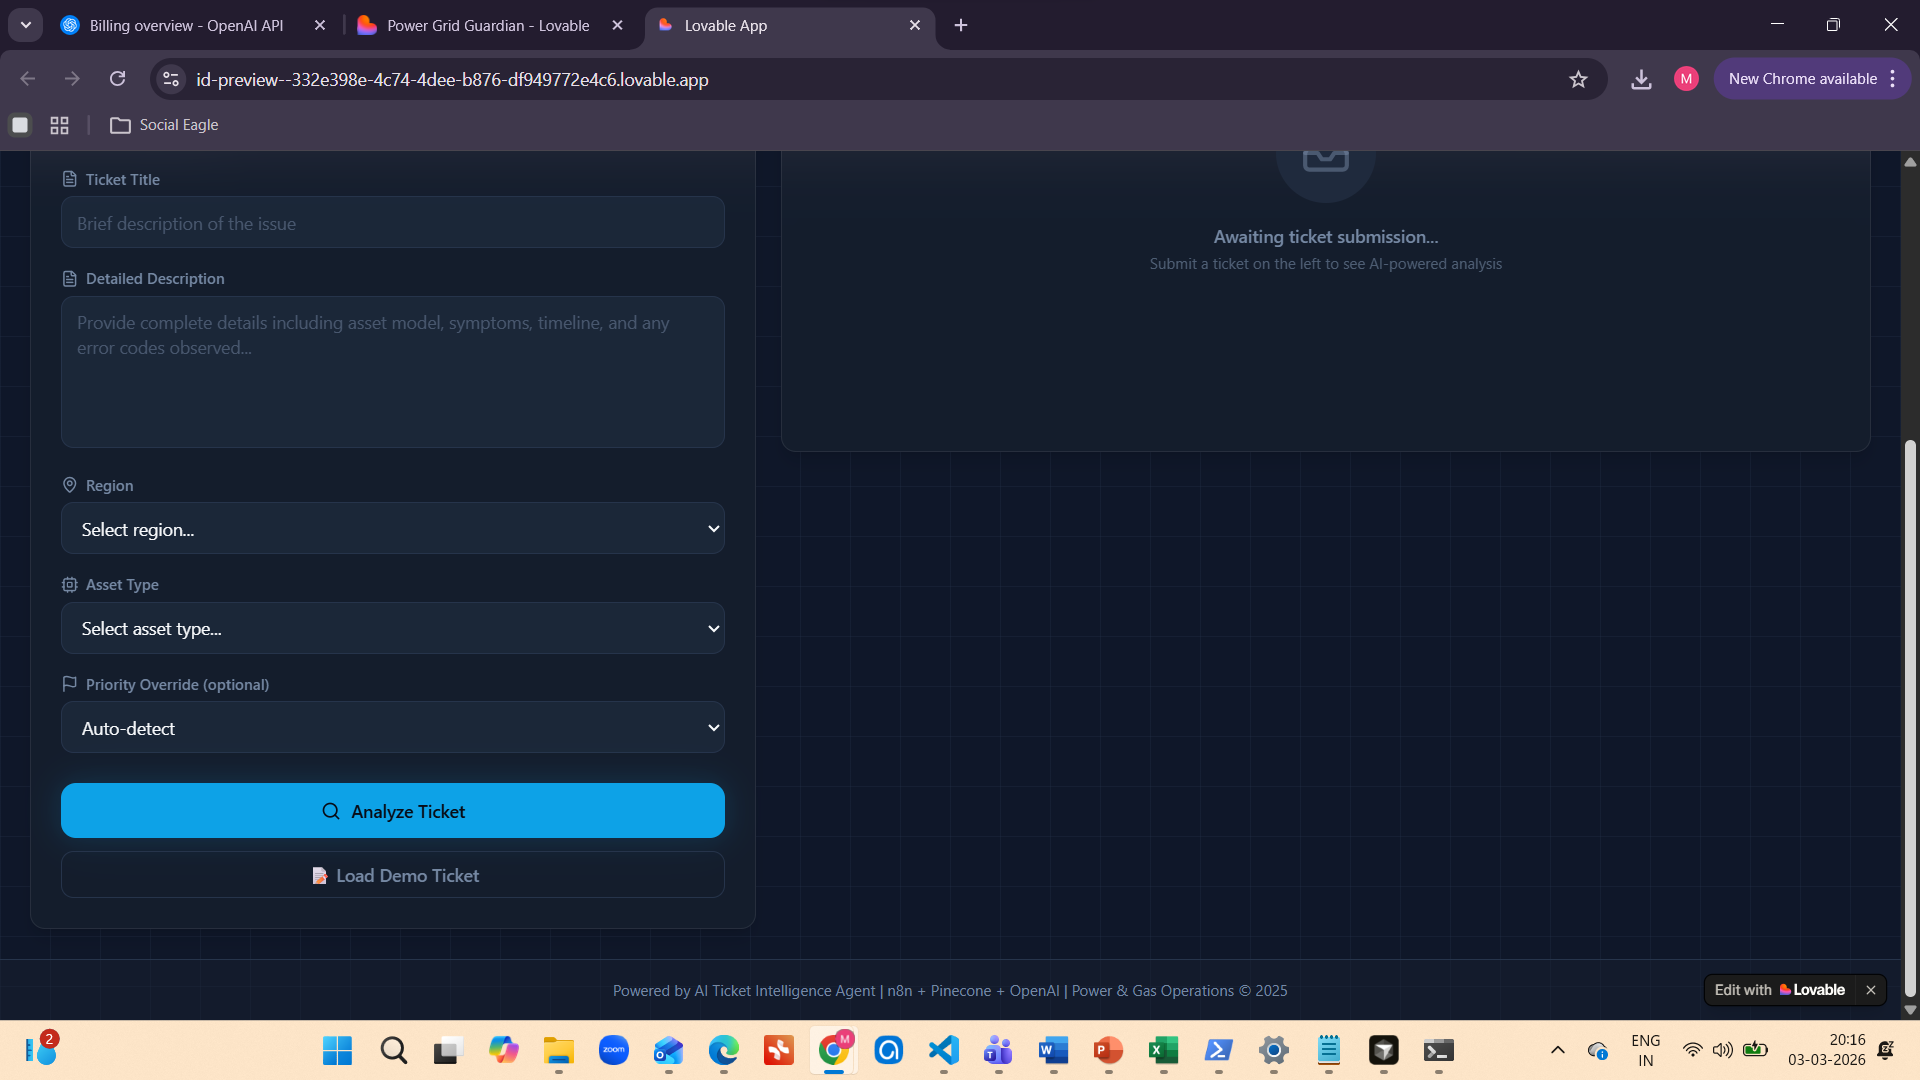 Billing overview - OpenAI API
Power Grid Guardian - Lovable
Lovable App
id-preview--332e398e-4c74-4dee-b876-df949772e4c6.lovable.app
M
New Chrome available
Social Eagle
Ticket Title
Brief description of the issue
Detailed Description
Provide complete details including asset model, symptoms, timeline, and any
error codes observed...
Region
Select region...
Asset Type
Select asset type...
Priority Override (optional)
Auto-detect
Analyze Ticket
Load Demo Ticket
Awaiting ticket submission...
Submit a ticket on the left to see AI-powered analysis
Powered by AI Ticket Intelligence Agent | n8n + Pinecone + OpenAI | Power & Gas Operations © 2025
Edit with Lovable
2
zoom
M
ENG
IN
20:16
03-03-2026